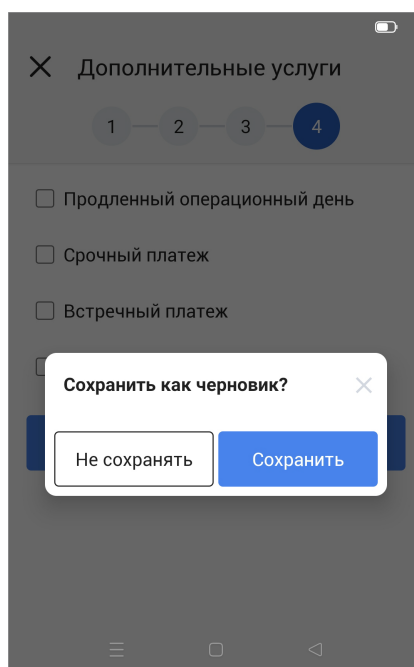 Дополнительные услуги
1 2 3 4
Продленный операционный день
Срочный платеж
Встречный платеж
Сохранить как черновик?
Не сохранять
Сохранить